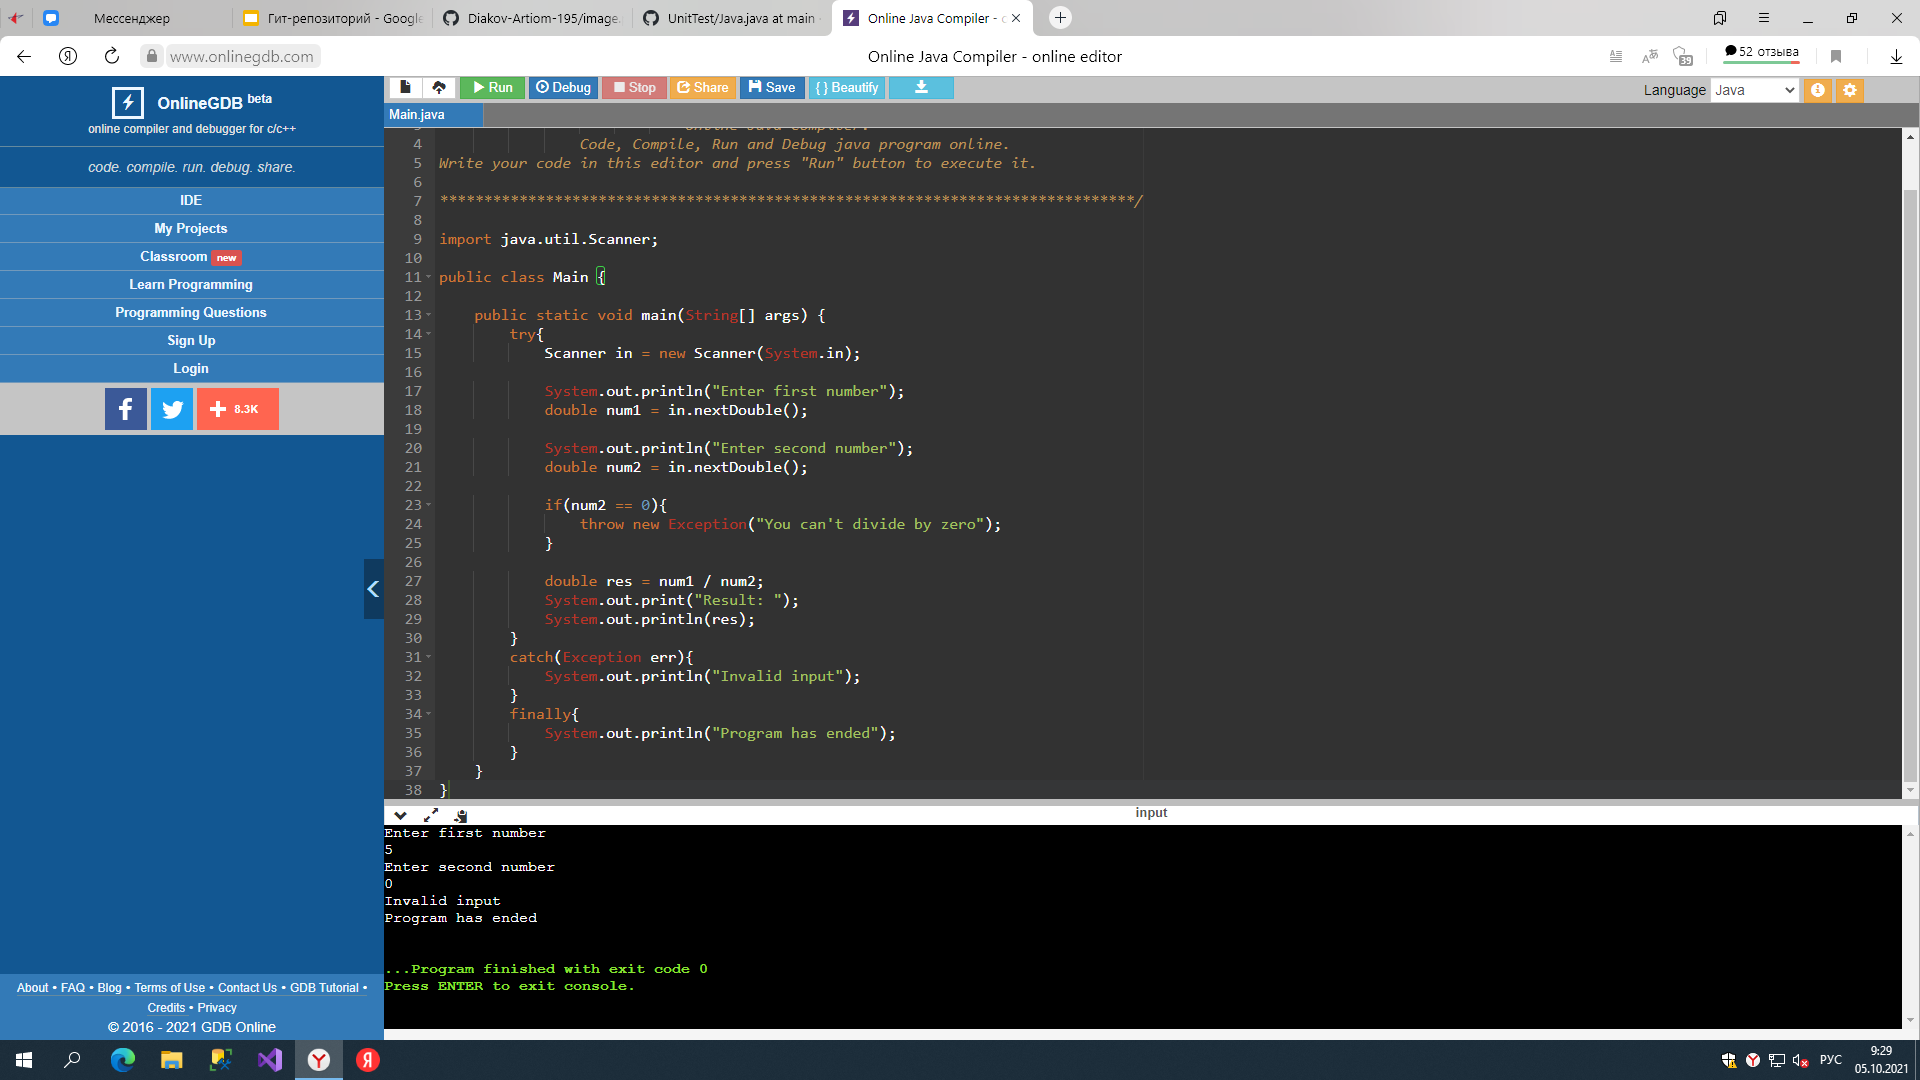 Мессенджер
Гит-репозиторий - Google
Diakov-Artiom-195/image.
UnitTest/Java.java at main
Online Java Compiler - o
www.onlinegdb.com
Online Java Compiler - online editor
39
52 отзыва
OnlineGDB beta
online compiler and debugger for c/c++
code. compile. run. debug. share.
IDE
My Projects
Classroom new
Learn Programming
Programming Questions
Sign Up
Login
8.3K
About • FAQ • Blog • Terms of Use • Contact Us • GDB Tutorial •
Credits • Privacy
© 2016 - 2021 GDB Online
Run Debug Stop Share Save { } Beautify
Language Java
Main.java
3 Online Java Compiler.
4 Code, Compile, Run and Debug java program online.
5 Write your code in this editor and press "Run" button to execute it.
6
7 *******************************************************************************/
8
9 import java.util.Scanner;
10
11 public class Main {
12
13 public static void main(String[] args) {
14 try{
15 Scanner in = new Scanner(System.in);
16
17 System.out.println("Enter first number");
18 double num1 = in.nextDouble();
19
20 System.out.println("Enter second number");
21 double num2 = in.nextDouble();
22
23 if(num2 == 0){
24 throw new Exception("You can't divide by zero");
25 }
26
27 double res = num1 / num2;
28 System.out.print("Result: ");
29 System.out.println(res);
30 }
31 catch(Exception err){
32 System.out.println("Invalid input");
33 }
34 finally{
35 System.out.println("Program has ended");
36 }
37 }
38 }
input
Enter first number
5
Enter second number
0
Invalid input
Program has ended
...Program finished with exit code 0
Press ENTER to exit console.
РУС
9:29
05.10.2021